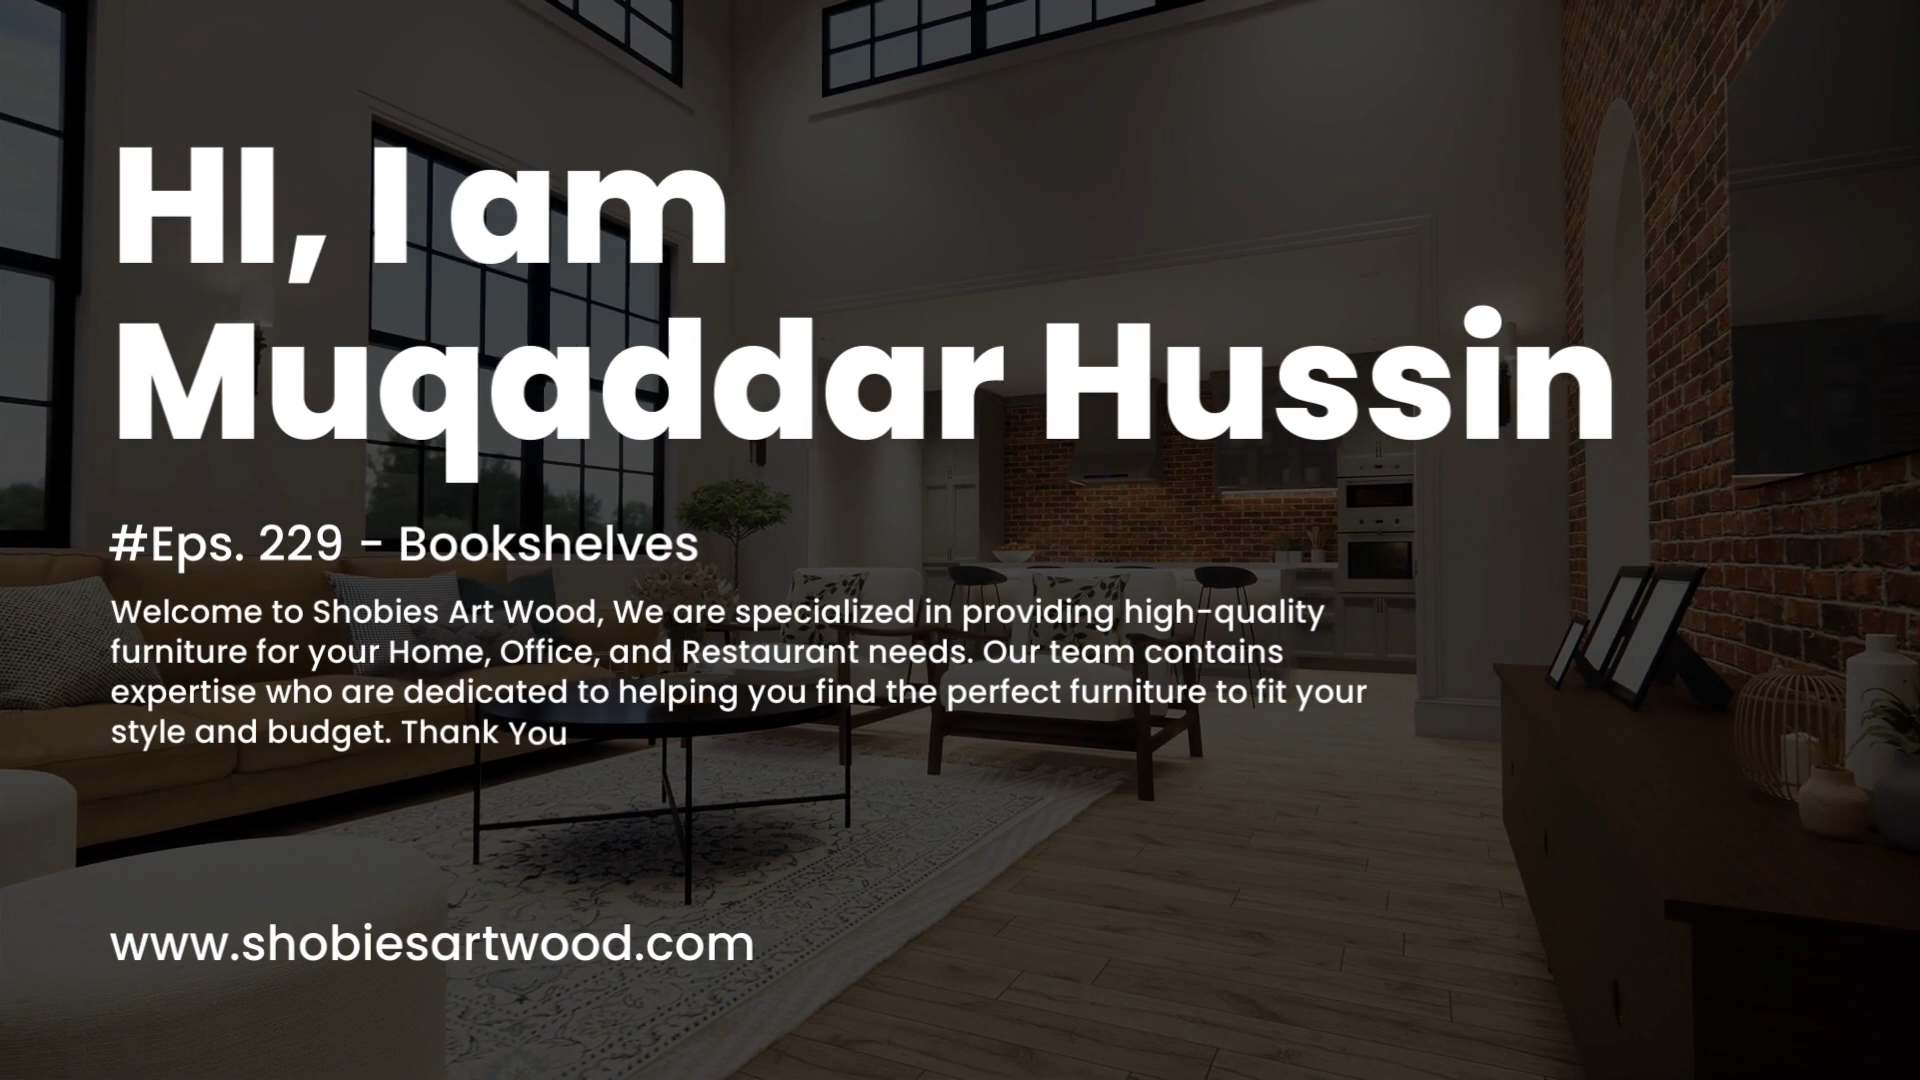 HI, I am
Muqaddar Hussin
#Eps. 229 - Bookshelves
Welcome to Shobies Art Wood, We are specialized in providing high-quality
furniture for your Home, Office, and Restaurant needs. Our team contains
expertise who are dedicated to helping you find the perfect furniture to fit your
style and budget. Thank You
www.shobiesartwood.com